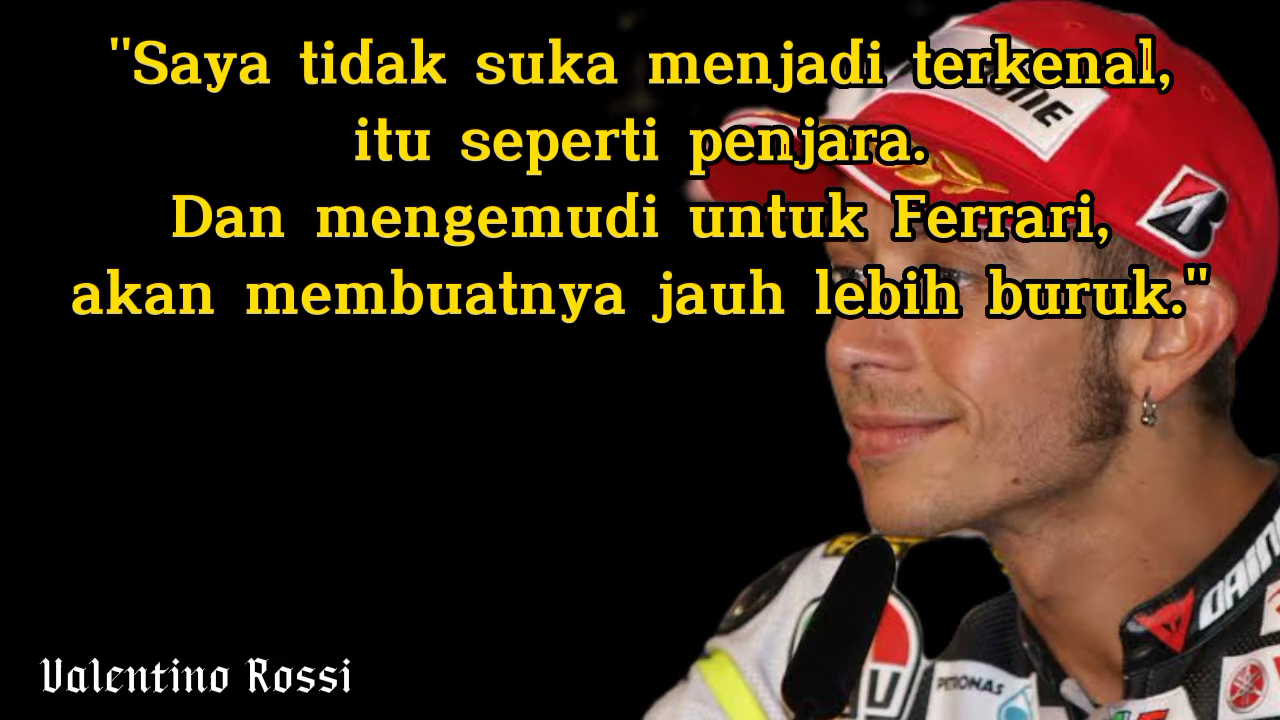 "Saya tidak suka menjadi terkenal,
itu seperti penjara.
Dan mengemudi untuk Ferrari,
akan membuatnya jauh lebih buruk."
PETRONAS
Valentino Rossi